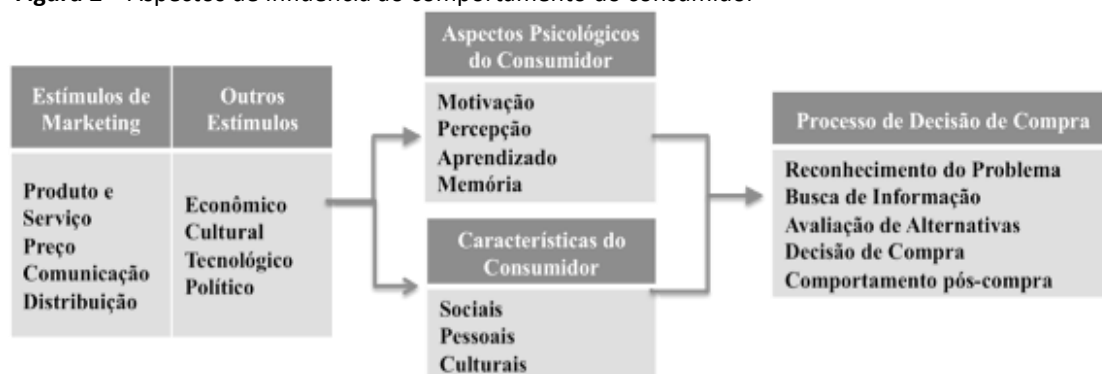 Aspectos Psicológicos
do Consumidor
Estímulos de
Marketing
Outros
Estímulos
Motivação
Percepção
Aprendizado
Memória
Processo de Decisão de Compra
Produto e
Serviço
Preço
Comunicação
Distribuição
Econômico
Cultural
Tecnológico
Político
Características do
Consumidor
Sociais
Pessoais
Culturais
Reconhecimento do Problema
Busca de Informação
Avaliação de Alternativas
Decisão de Compra
Comportamento pós-compra